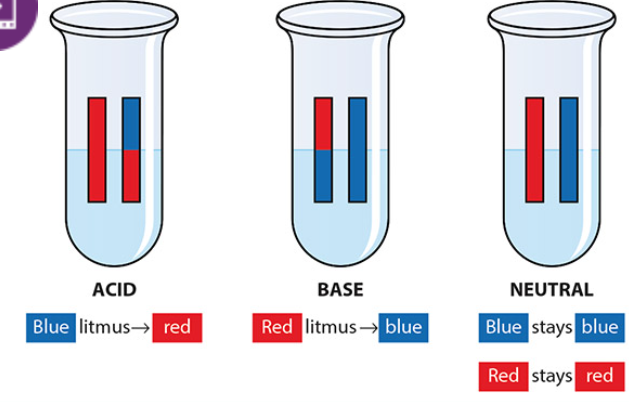 ACID
Blue litmus→ red
BASE
Red litmus→ blue
NEUTRAL
Blue stays blue
Red stays red